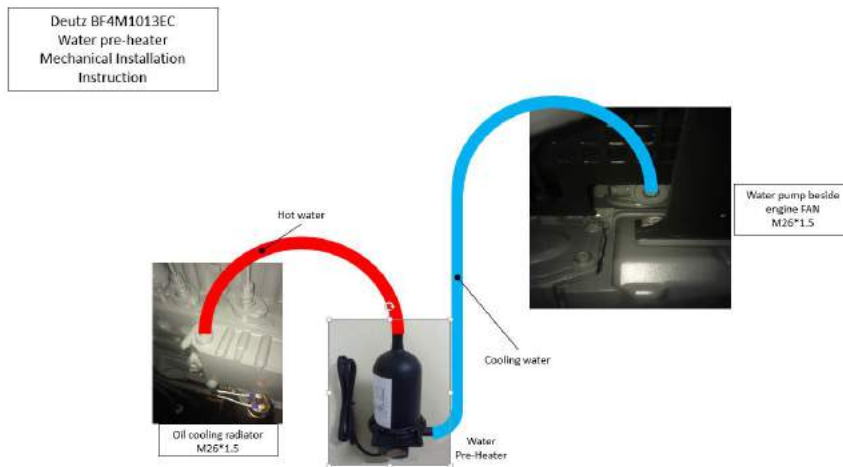 Deutz BF4M1013EC
Water pre-heater
Mechanical Installation
Instruction
Hot water
Water pump beside
engine FAN
M26*1.5
Cooling water
Oil cooling radiator
M26*1.5
Water
Pre-Heater